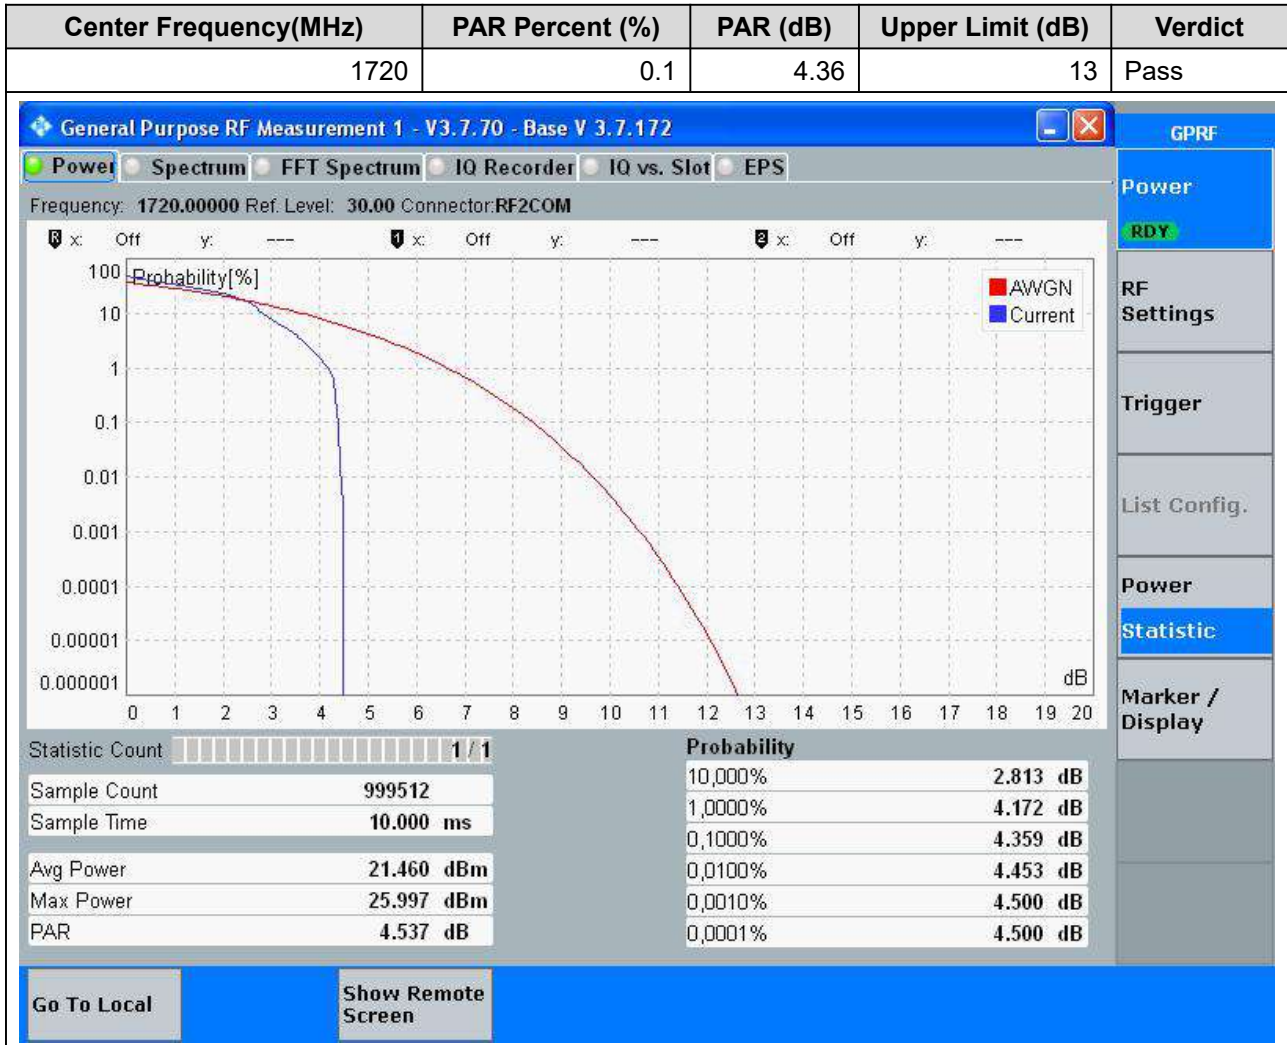 Center Frequency(MHz) PAR Percent (%) PAR (dB) Upper Limit (dB) Verdict
1720 0.1 4.36 13 Pass
General Purpose RF Measurement 1 - V3.7.70 - Base V 3.7.172
GPRF
Power Spectrum FFT Spectrum IQ Recorder IQ vs. Slot EPS
Frequency: 1720.00000 Ref. Level: 30.00 Connector:RF2COM
R x: Off y: --- 1 x: Off y: --- 2 x: Off y: ---
Probability[%]
AWGN
Current
100
10
1
0.1
0.01
0.001
0.0001
0.00001
0.000001
dB
0 1 2 3 4 5 6 7 8 9 10 11 12 13 14 15 16 17 18 19 20
Statistic Count 1 / 1
Sample Count 999512
Sample Time 10.000 ms
Avg Power 21.460 dBm
Max Power 25.997 dBm
PAR 4.537 dB
Probability
10,000% 2.813 dB
1,0000% 4.172 dB
0,1000% 4.359 dB
0,0100% 4.453 dB
0,0010% 4.500 dB
0,0001% 4.500 dB
Power
RDY
RF
Settings
Trigger
List Config.
Power
Statistic
Marker /
Display
Go To Local
Show Remote
Screen